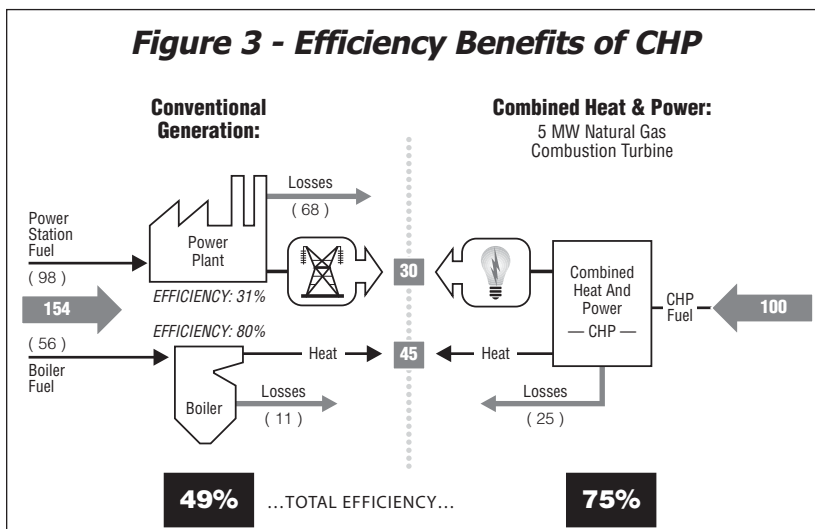 Figure 3 - Efficiency Benefits of CHP
Conventional
Generation:
Combined Heat & Power:
5 MW Natural Gas
Combustion Turbine
Losses
( 68 )
Power
Station
Fuel
( 98 )
Power
Plant
EFFICIENCY: 31%
30
Combined
Heat And
Power
— CHP —
CHP
Fuel
100
154
EFFICIENCY: 80%
( 56 )
Boiler
Fuel
Heat
45
Heat
Boiler
Losses
( 11 )
Losses
( 25 )
49% ...TOTAL EFFICIENCY... 75%